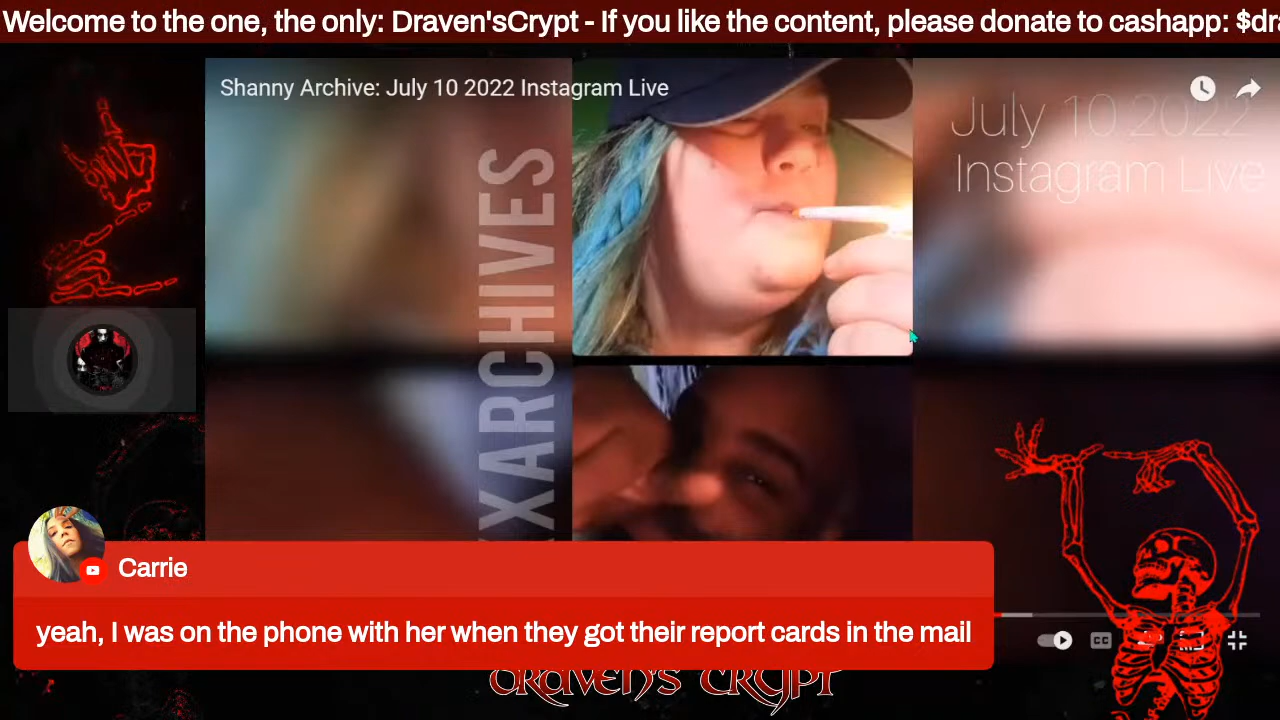 Welcome to the one, the only: Draven'sCrypt - If you like the content, please donate to cashapp: $dra
Shanny Archive: July 10 2022 Instagram Live
July 10 2022
Instagram Live
XARCHIVES
Carrie
yeah, I was on the phone with her when they got their report cards in the mail
CC
DRAVEN'S CRYPT